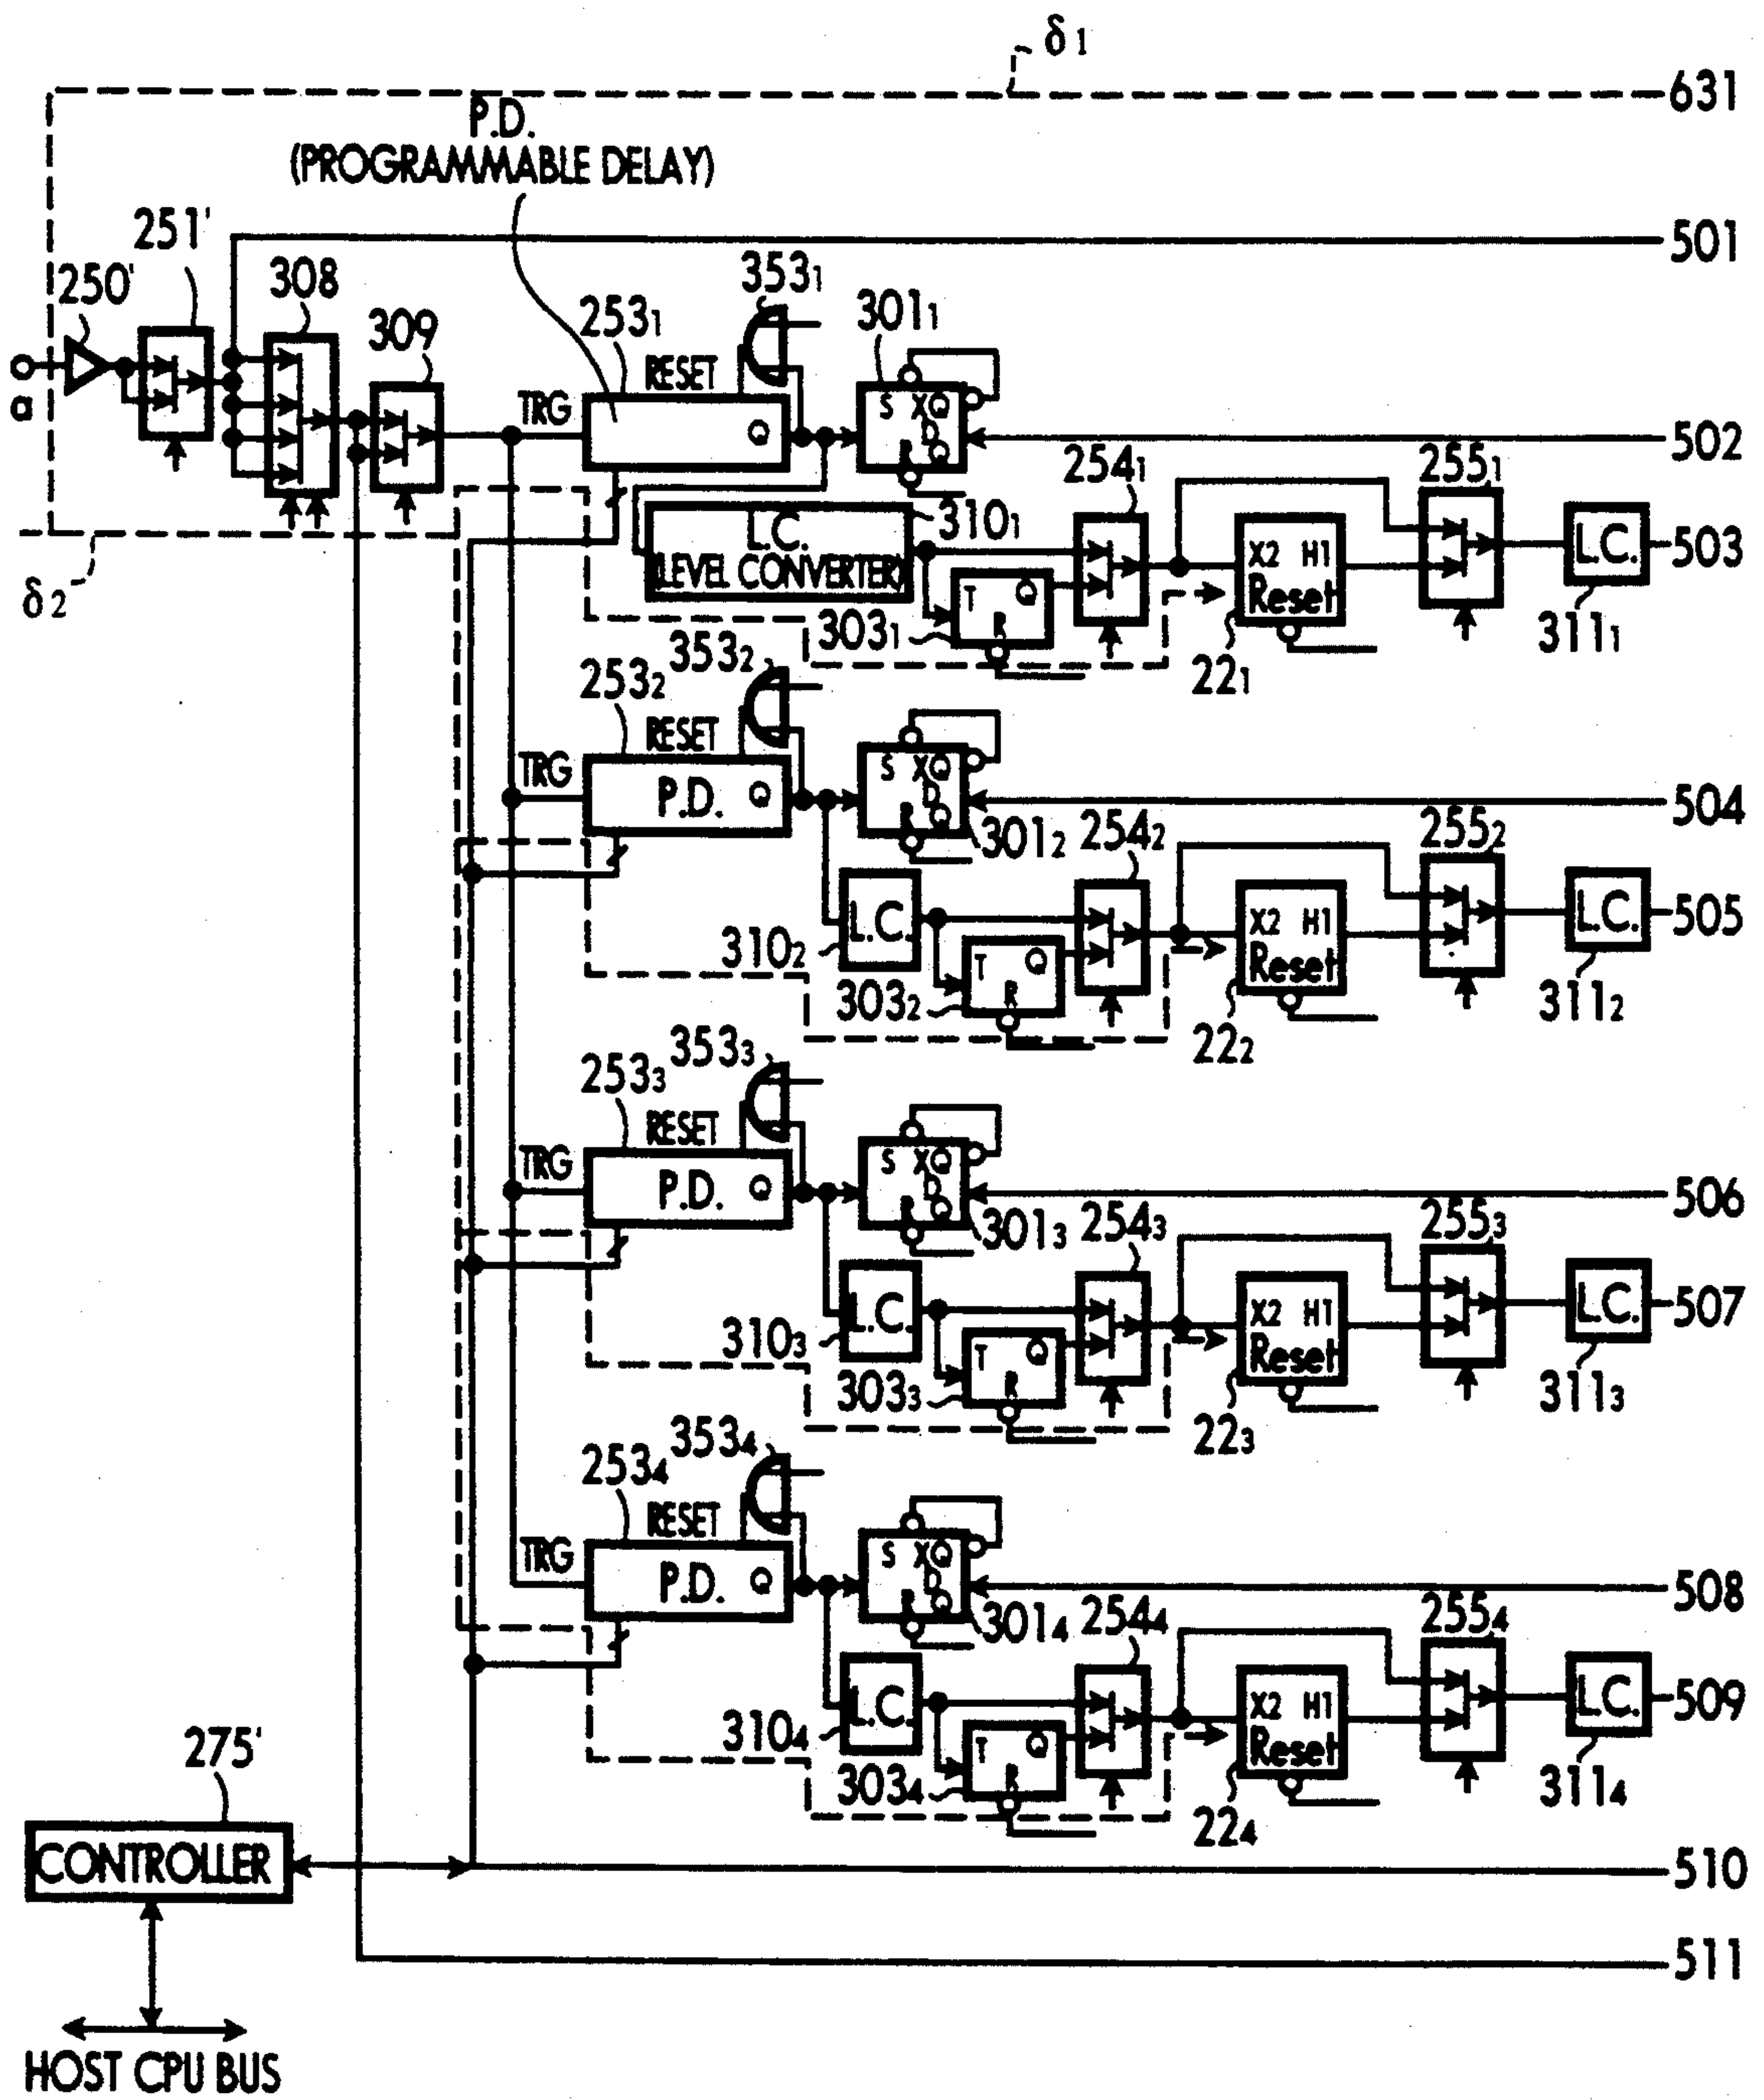 δ1
631
P.D.
(PROGRAMMABLE DELAY)
251'
501
250'
308
309
253₁
353₁
301₁
RESET
TRG
Q
S XQ
D
R Q
a
502
254₁
255₁
L.C.
(LEVEL CONVERTER)
310₁
X2 H1
Reset
L.C.
503
δ2
T Q
R
303₁
22₁
311₁
253₂
353₂
RESET
TRG
P.D. Q
S XQ
D
R Q
504
301₂
254₂
255₂
L.C.
310₂
T Q
R
303₂
X2 H1
Reset
22₂
L.C.
505
311₂
253₃
353₃
RESET
TRG
P.D. Q
S XQ
D
R Q
506
301₃
254₃
255₃
L.C.
310₃
T Q
R
303₃
X2 H1
Reset
22₃
L.C.
507
311₃
253₄
353₄
RESET
TRG
P.D. Q
S XQ
D
R Q
508
301₄
254₄
255₄
L.C.
310₄
T Q
R
303₄
X2 H1
Reset
22₄
L.C.
509
311₄
275'
CONTROLLER
510
511
HOST CPU BUS